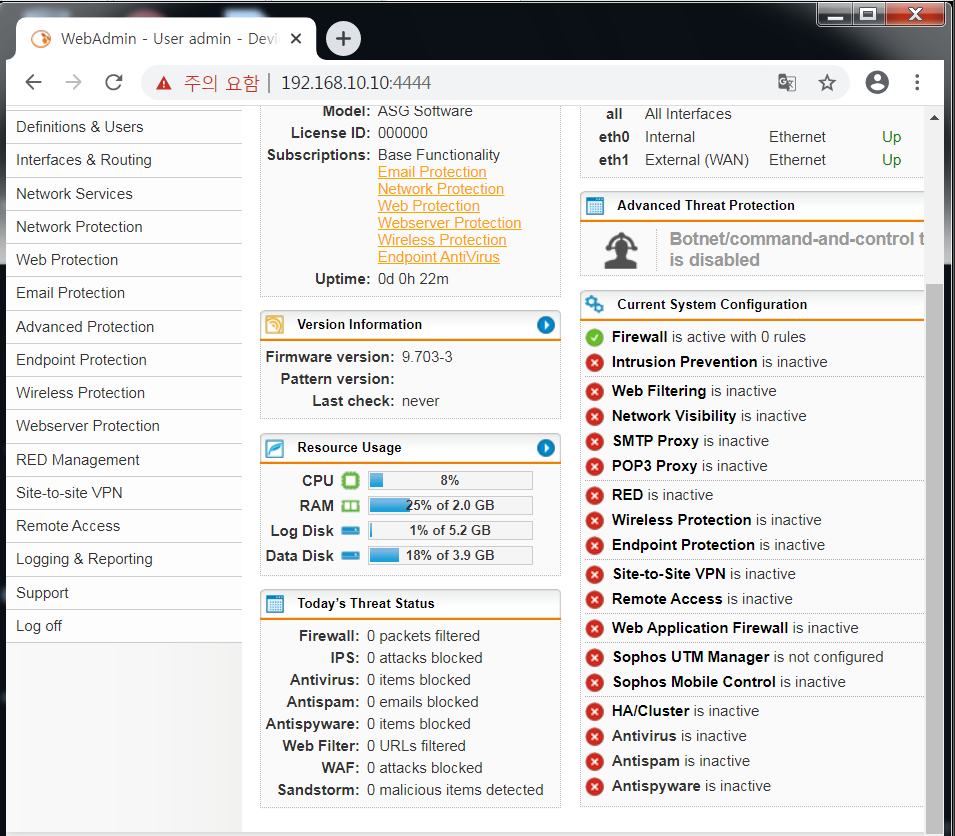 WebAdmin - User admin - Devi
주의 요함
192.168.10.10:4444
Definitions & Users
Interfaces & Routing
Network Services
Network Protection
Web Protection
Email Protection
Advanced Protection
Endpoint Protection
Wireless Protection
Webserver Protection
RED Management
Site-to-site VPN
Remote Access
Logging & Reporting
Support
Log off
Model: ASG Software
License ID: 000000
Subscriptions: Base Functionality
Email Protection
Network Protection
Web Protection
Webserver Protection
Wireless Protection
Endpoint AntiVirus
Uptime: 0d 0h 22m
Version Information
Firmware version: 9.703-3
Pattern version:
Last check: never
Resource Usage
CPU 8%
RAM 25% of 2.0 GB
Log Disk 1% of 5.2 GB
Data Disk 18% of 3.9 GB
Today's Threat Status
Firewall: 0 packets filtered
IPS: 0 attacks blocked
Antivirus: 0 items blocked
Antispam: 0 emails blocked
Antispyware: 0 items blocked
Web Filter: 0 URLs filtered
WAF: 0 attacks blocked
Sandstorm: 0 malicious items detected
all All Interfaces
eth0 Internal Ethernet Up
eth1 External (WAN) Ethernet Up
Advanced Threat Protection
Botnet/command-and-control t
is disabled
Current System Configuration
Firewall is active with 0 rules
Intrusion Prevention is inactive
Web Filtering is inactive
Network Visibility is inactive
SMTP Proxy is inactive
POP3 Proxy is inactive
RED is inactive
Wireless Protection is inactive
Endpoint Protection is inactive
Site-to-Site VPN is inactive
Remote Access is inactive
Web Application Firewall is inactive
Sophos UTM Manager is not configured
Sophos Mobile Control is inactive
HA/Cluster is inactive
Antivirus is inactive
Antispam is inactive
Antispyware is inactive